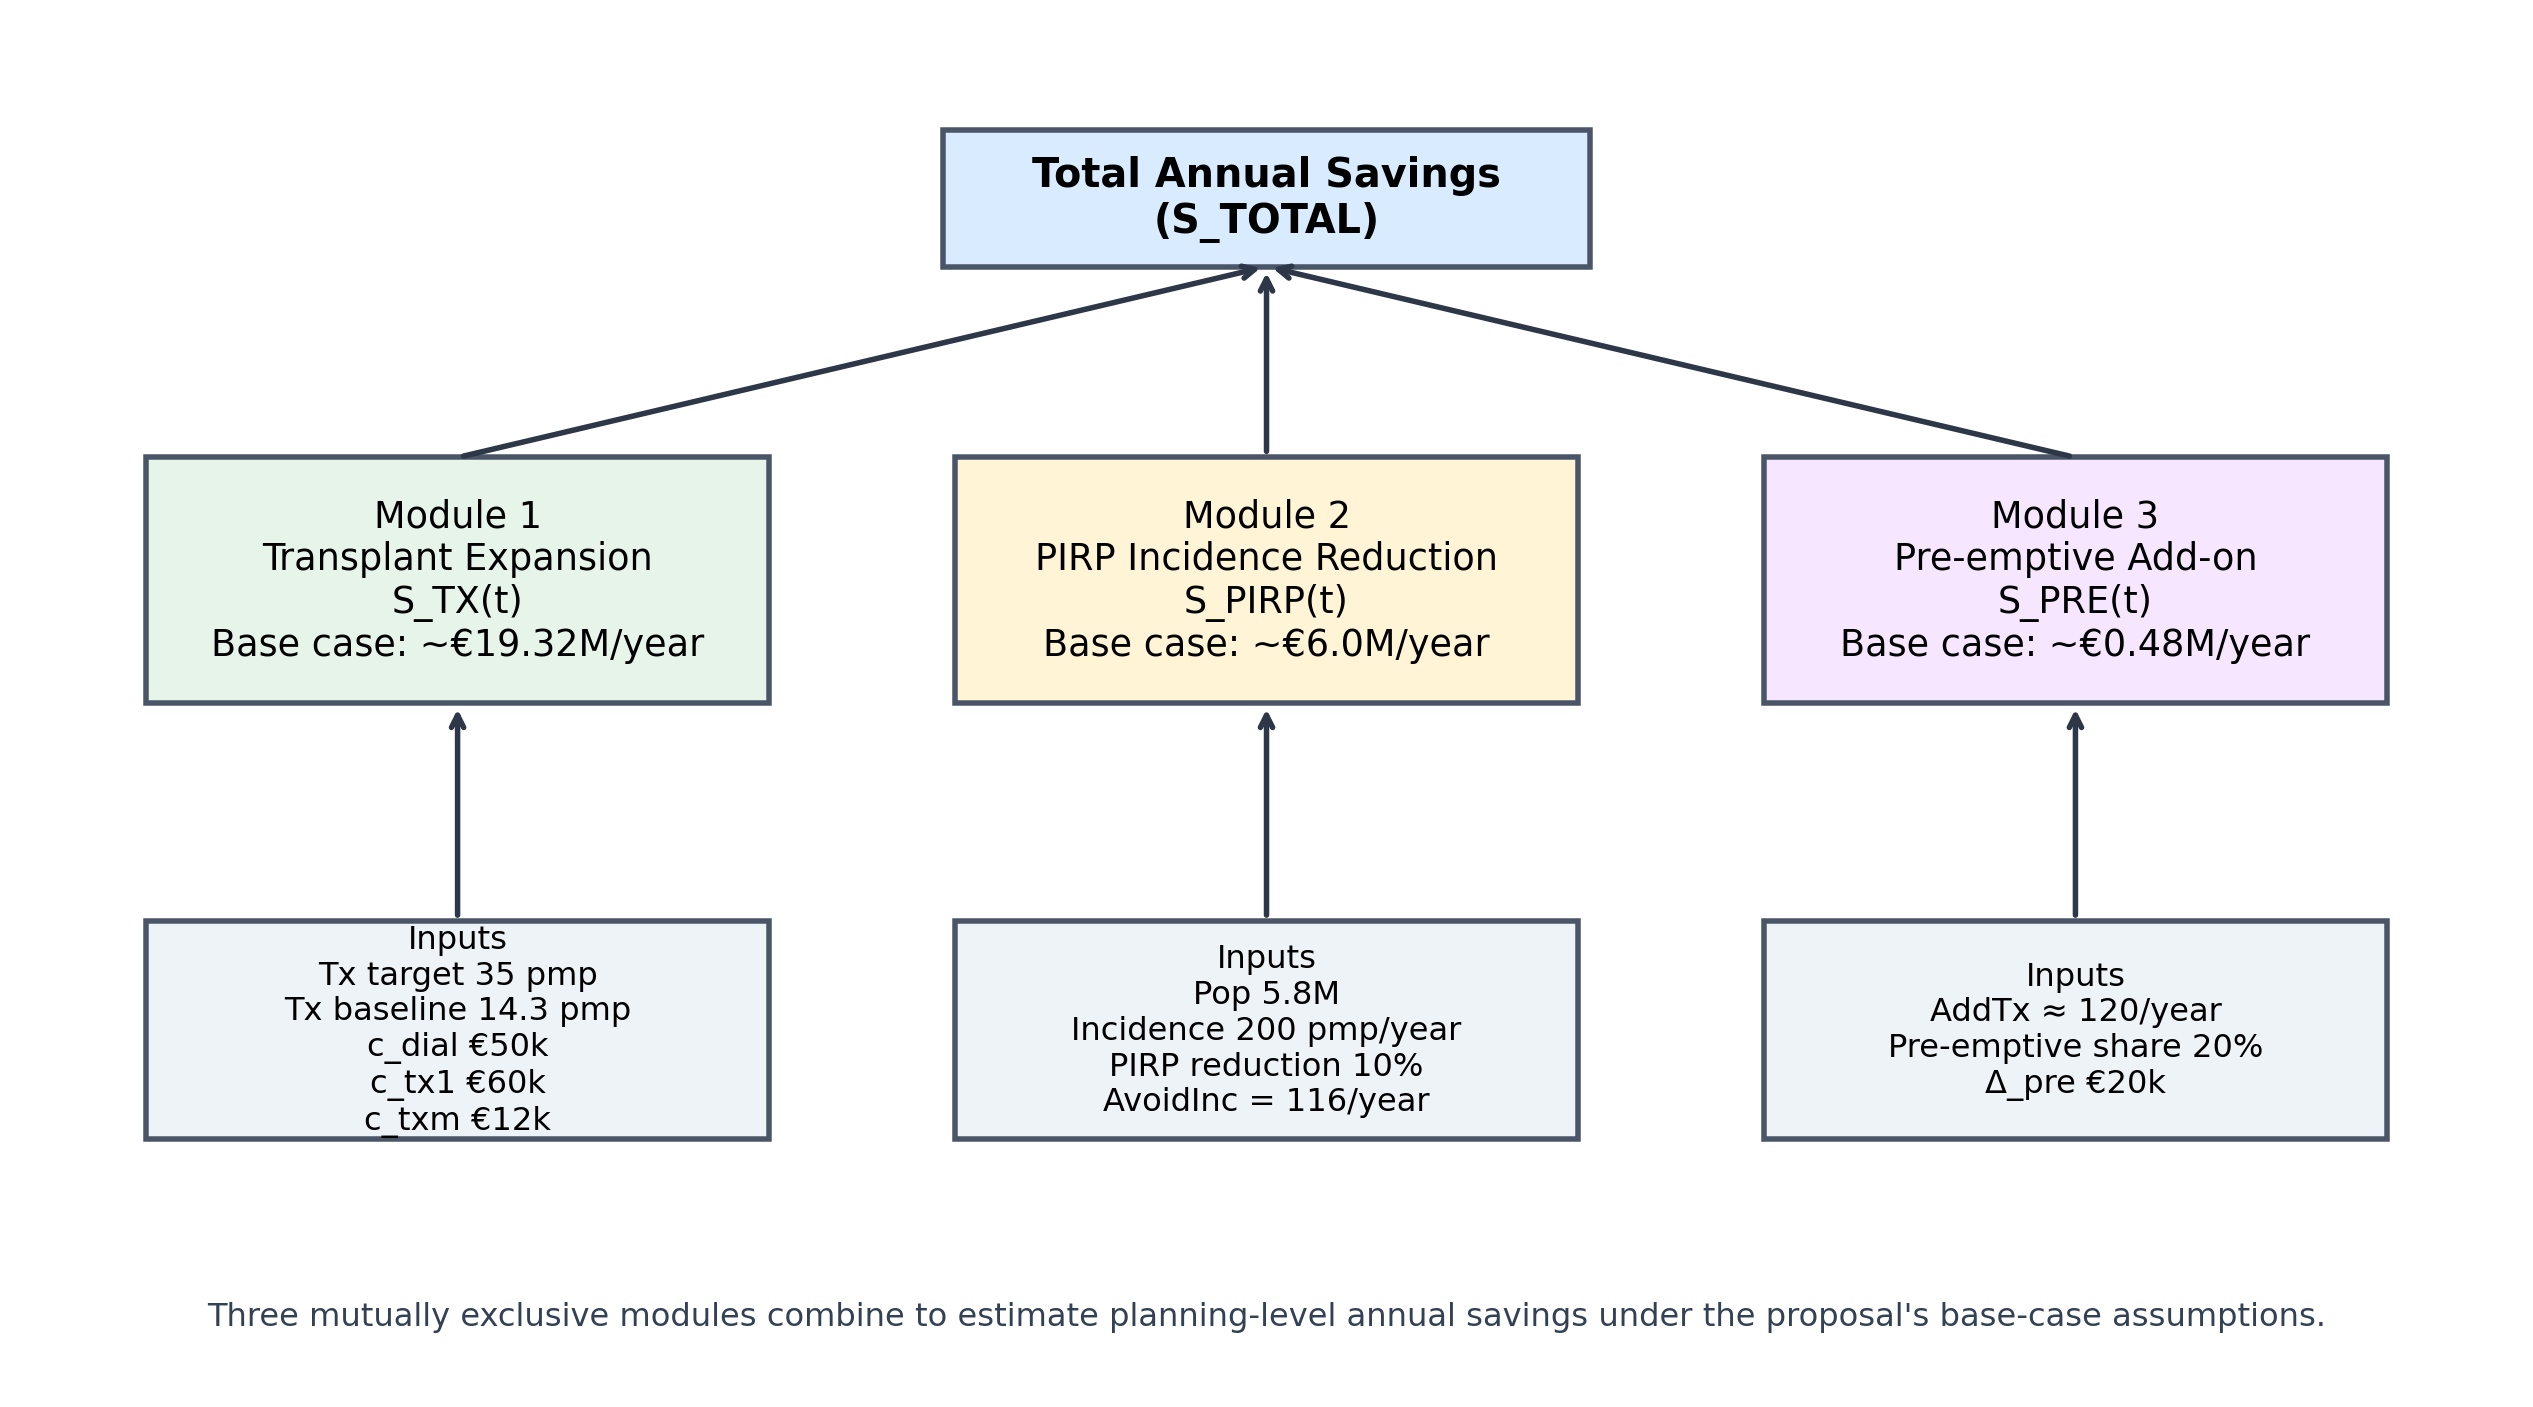 Total Annual Savings
(S_TOTAL)
Module 1
Transplant Expansion
S_TX(t)
Base case: ~€19.32M/year
Module 2
PIRP Incidence Reduction
S_PIRP(t)
Base case: ~€6.0M/year
Module 3
Pre-emptive Add-on
S_PRE(t)
Base case: ~€0.48M/year
Inputs
Tx target 35 pmp
Tx baseline 14.3 pmp
c_dial €50k
c_tx1 €60k
c_txm €12k
Inputs
Pop 5.8M
Incidence 200 pmp/year
PIRP reduction 10%
AvoidInc = 116/year
Inputs
AddTx ≈ 120/year
Pre-emptive share 20%
Δ_pre €20k
Three mutually exclusive modules combine to estimate planning-level annual savings under the proposal's base-case assumptions.